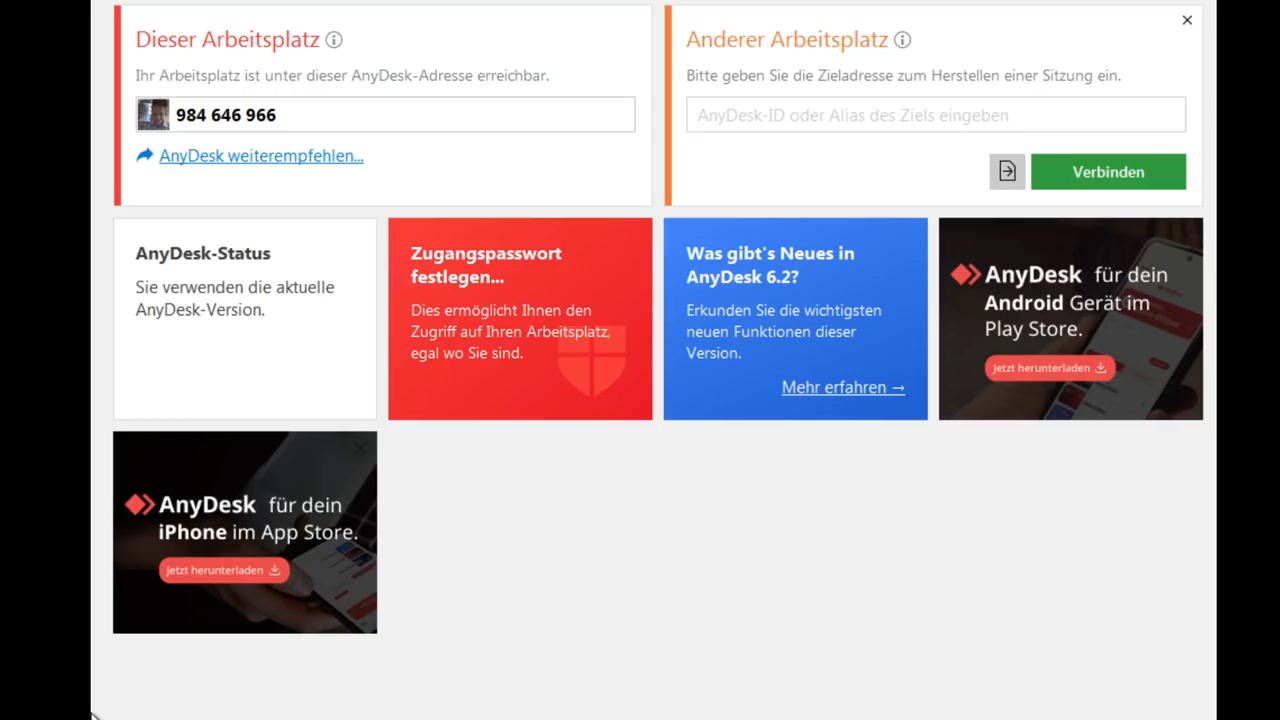 Dieser Arbeitsplatz
Ihr Arbeitsplatz ist unter dieser AnyDesk-Adresse erreichbar.
984 646 966
AnyDesk weiterempfehlen...
Anderer Arbeitsplatz
Bitte geben Sie die Zieladresse zum Herstellen einer Sitzung ein.
AnyDesk-ID oder Alias des Ziels eingeben
Verbinden
AnyDesk-Status
Sie verwenden die aktuelle
AnyDesk-Version.
Zugangspasswort
festlegen...
Dies ermöglicht Ihnen den
Zugriff auf Ihren Arbeitsplatz,
egal wo Sie sind.
Was gibt's Neues in
AnyDesk 6.2?
Erkunden Sie die wichtigsten
neuen Funktionen dieser
Version.
Mehr erfahren →
AnyDesk für dein
Android Gerät im
Play Store.
Jetzt herunterladen
AnyDesk für dein
iPhone im App Store.
Jetzt herunterladen